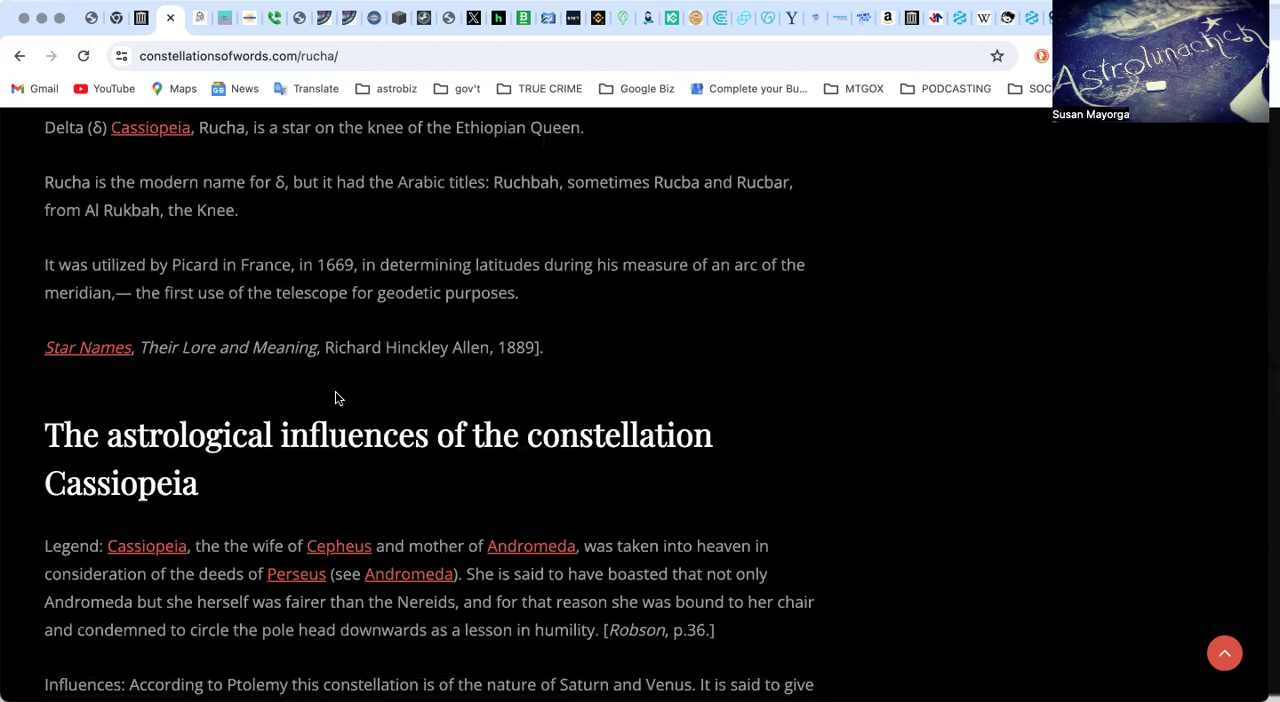 constellationsofwords.com/rucha/
Gmail YouTube Maps News Translate astrobiz gov't TRUE CRIME Google Biz Complete your Bu... MTGOX PODCASTING SOC
Astrolunachick
Susan Mayorga
Delta (δ) Cassiopeia, Rucha, is a star on the knee of the Ethiopian Queen.
Rucha is the modern name for δ, but it had the Arabic titles: Ruchbah, sometimes Rucba and Rucbar,
from Al Rukbah, the Knee.
It was utilized by Picard in France, in 1669, in determining latitudes during his measure of an arc of the
meridian,— the first use of the telescope for geodetic purposes.
Star Names, Their Lore and Meaning, Richard Hinckley Allen, 1889].
The astrological influences of the constellation
Cassiopeia
Legend: Cassiopeia, the the wife of Cepheus and mother of Andromeda, was taken into heaven in
consideration of the deeds of Perseus (see Andromeda). She is said to have boasted that not only
Andromeda but she herself was fairer than the Nereids, and for that reason she was bound to her chair
and condemned to circle the pole head downwards as a lesson in humility. [Robson, p.36.]
Influences: According to Ptolemy this constellation is of the nature of Saturn and Venus. It is said to give